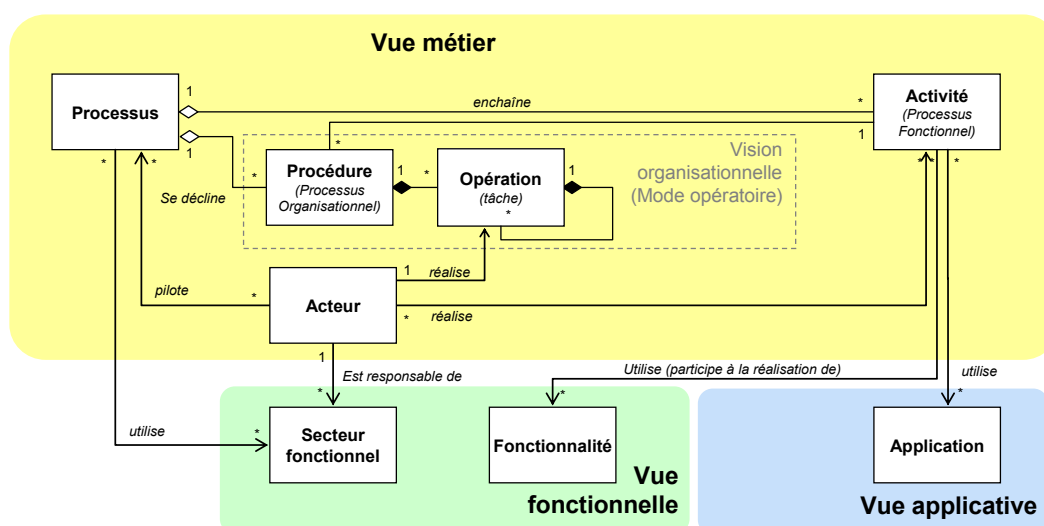 Vue métier
Processus
1
enchaîne
*
Activité
(Processus
Fonctionnel)
1
*
1
*
*
Se décline
*
Procédure
(Processus
Organisationnel)
1
*
Opération
(tâche)
*
1
Vision
organisationnelle
(Mode opératoire)
*
*
*
*
pilote
*
Acteur
1
réalise
*
réalise
1
Est responsable de
*
Utilise (participe à la réalisation de)
*
utilise
*
utilise
*
Secteur
fonctionnel
Fonctionnalité
Application
Vue
fonctionnelle
Vue applicative